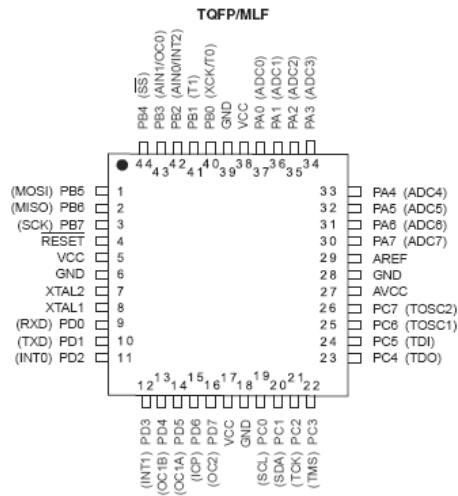 TQFP/MLF
PB4 (SS)
PB3 (AIN1/OC0)
PB2 (AIN0/INT2)
PB1 (T1)
PB0 (XCK/T0)
GND
VCC
PA0 (ADC0)
PA1 (ADC1)
PA2 (ADC2)
PA3 (ADC3)
44 43 42 41 40 39 38 37 36 35 34
(MOSI) PB5 1
(MISO) PB6 2
(SCK) PB7 3
RESET 4
VCC 5
GND 6
XTAL2 7
XTAL1 8
(RXD) PD0 9
(TXD) PD1 10
(INT0) PD2 11
33 PA4 (ADC4)
32 PA5 (ADC5)
31 PA6 (ADC6)
30 PA7 (ADC7)
29 AREF
28 GND
27 AVCC
26 PC7 (TOSC2)
25 PC6 (TOSC1)
24 PC5 (TDI)
23 PC4 (TDO)
12 13 14 15 16 17 18 19 20 21 22
(INT1) PD3
(OC1B) PD4
(OC1A) PD5
(ICP) PD6
(OC2) PD7
VCC
GND
(SCL) PC0
(SDA) PC1
(TCK) PC2
(TMS) PC3